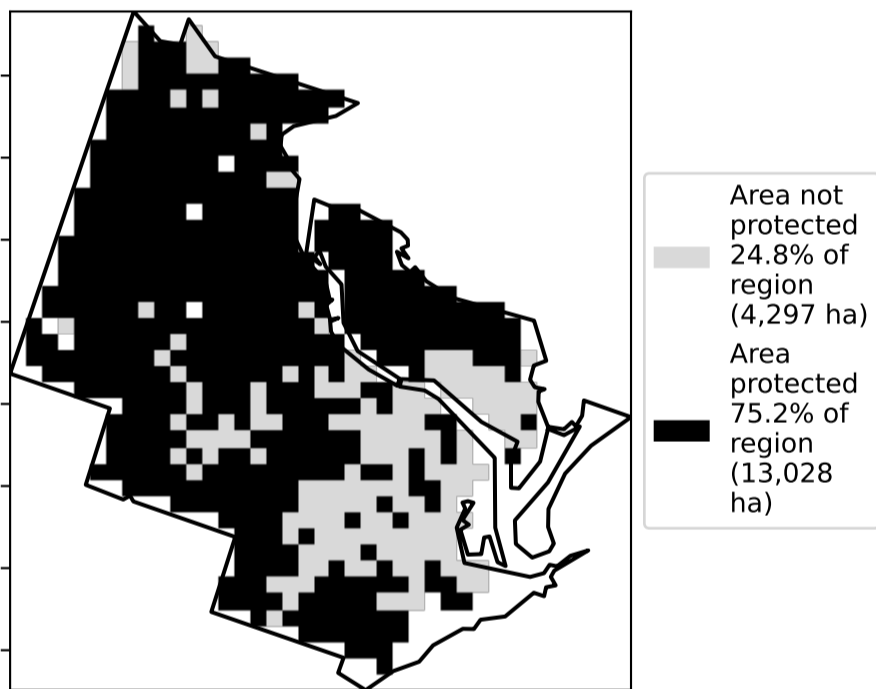 Area not
protected
24.8% of
region
(4,297 ha)
Area
protected
75.2% of
region
(13,028
ha)